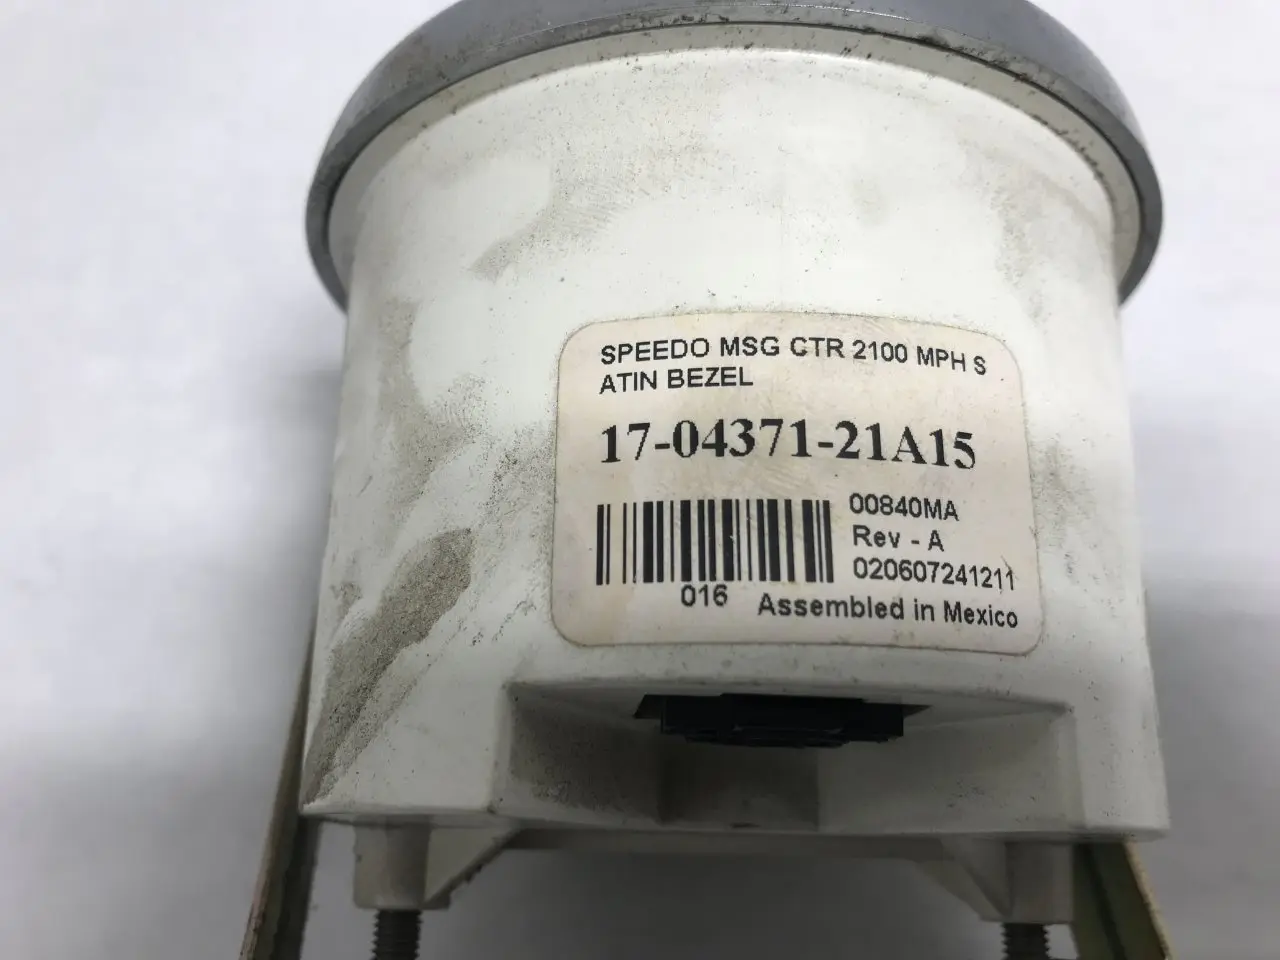 SPEEDO MSG CTR 2100 MPH S
ATIN BEZEL
17-04371-21A15
00840MA
Rev - A
020607241211
016
Assembled in Mexico